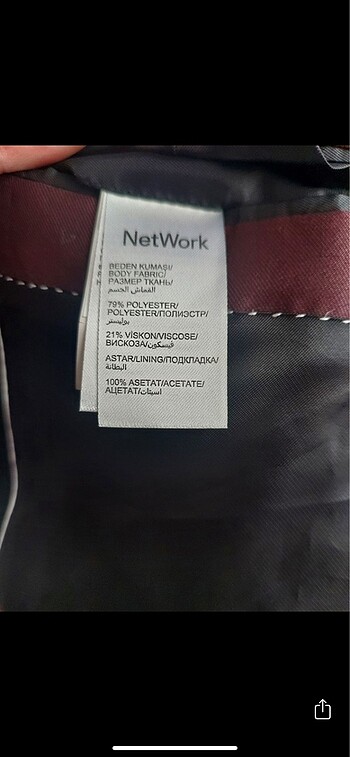 NetWork
BEDEN KUMAŞI/
BODY FABRIC/
РАЗМЕР ТКАНЬ/
القماش الجسم
79% POLYESTER/
POLYESTER/ПОЛИЭСТР/
بوليستر
21% VİSKON/VISCOSE/
ВИСКОЗА/فيسكون
ASTAR/LINING/ПОДКЛАДКА/
البطانة
100% ASETAT/ACETATE/
АЦЕТАТ/اسيتات